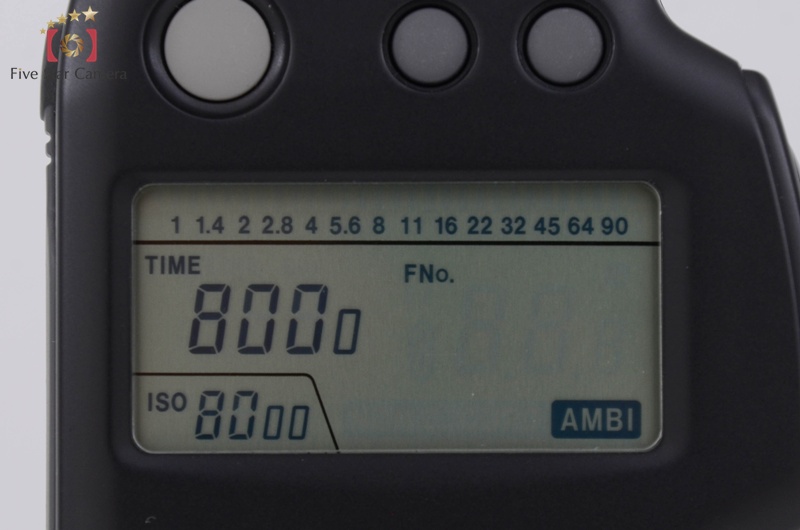 Five Star Camera
1 1.4 2 2.8 4 5.6 8 11 16 22 32 45 64 90
TIME
FNo.
8000
ISO 8000
AMBI